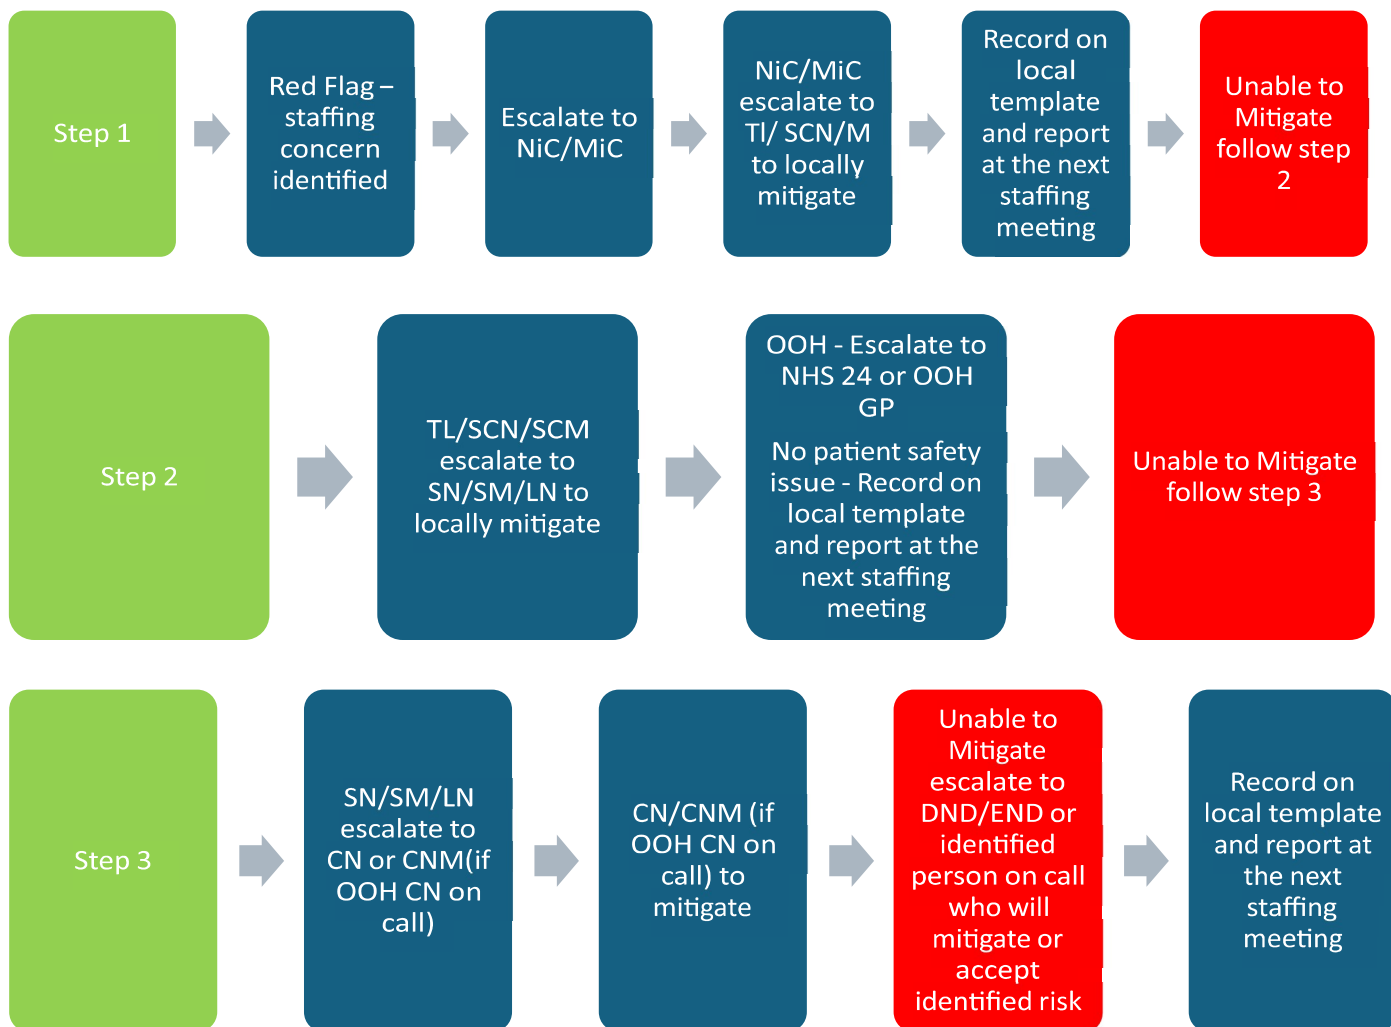 Step 1
Red Flag –
staffing
concern
identified
Escalate to
NiC/MiC
NiC/MiC
escalate to
Tl/ SCN/M
to locally
mitigate
Record on
local
template
and report
at the next
staffing
meeting
Unable to
Mitigate
follow step
2
Step 2
TL/SCN/SCM
escalate to
SN/SM/LN to
locally mitigate
OOH - Escalate to
NHS 24 or OOH
GP
No patient safety
issue - Record on
local template
and report at the
next staffing
meeting
Unable to Mitigate
follow step 3
Step 3
SN/SM/LN
escalate to
CN or CNM(if
OOH CN on
call)
CN/CNM (if
OOH CN on
call) to
mitigate
Unable to
Mitigate
escalate to
DND/END or
identified
person on call
who will
mitigate or
accept
identified risk
Record on
local template
and report at
the next
staffing
meeting